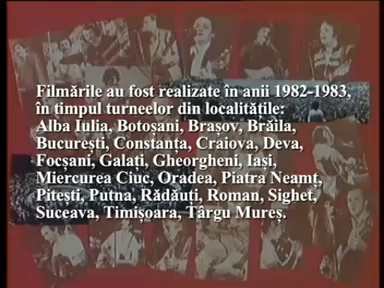 Filmările au fost realizate în anii 1982-1983,
în timpul turneelor din localitățile:
Alba Iulia, Botoșani, Brașov, Brăila,
București, Constanța, Craiova, Deva,
Focșani, Galați, Gheorgheni, Iași,
Miercurea Ciuc, Oradea, Piatra Neamț,
Pitești, Putna, Rădăuți, Roman, Sighet,
Suceava, Timișoara, Târgu Mureș.